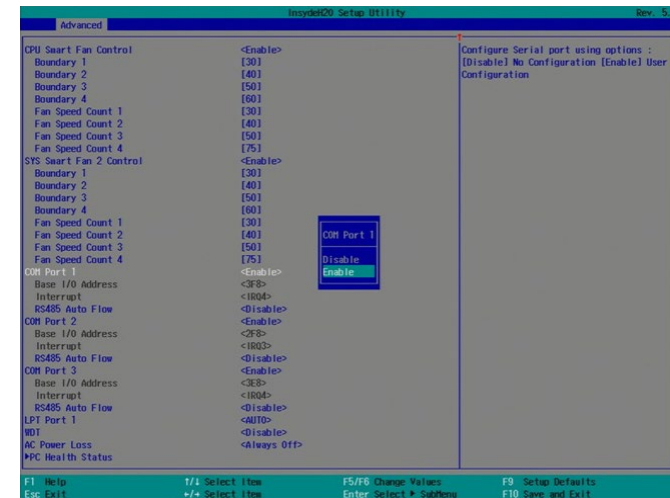 InsydeH20 Setup Utility Rev. 5.
Advanced
CPU Smart Fan Control <Enable>
Boundary 1 [30]
Boundary 2 [40]
Boundary 3 [50]
Boundary 4 [60]
Fan Speed Count 1 [30]
Fan Speed Count 2 [40]
Fan Speed Count 3 [50]
Fan Speed Count 4 [75]
SYS Smart Fan 2 Control <Enable>
Boundary 1 [30]
Boundary 2 [40]
Boundary 3 [50]
Boundary 4 [60]
Fan Speed Count 1 [30]
Fan Speed Count 2 [40]
Fan Speed Count 3 [50]
Fan Speed Count 4 [75]
COM Port 1 <Enable>
Base I/O Address <3F8>
Interrupt <IRQ4>
RS485 Auto Flow <Disable>
COM Port 2 <Enable>
Base I/O Address <2F8>
Interrupt <IRQ3>
RS485 Auto Flow <Disable>
COM Port 3 <Enable>
Base I/O Address <3E8>
Interrupt <IRQ4>
RS485 Auto Flow <Disable>
LPT Port 1 <AUTO>
WDT <Disable>
AC Power Loss <Always Off>
►PC Health Status
COM Port 1
Disable
Enable
Configure Serial port using options :
[Disable] No Configuration [Enable] User
Configuration
F1 Help ↑/↓ Select Item F5/F6 Change Values F9 Setup Defaults
Esc Exit ←/→ Select Item Enter Select ► SubMenu F10 Save and Exit